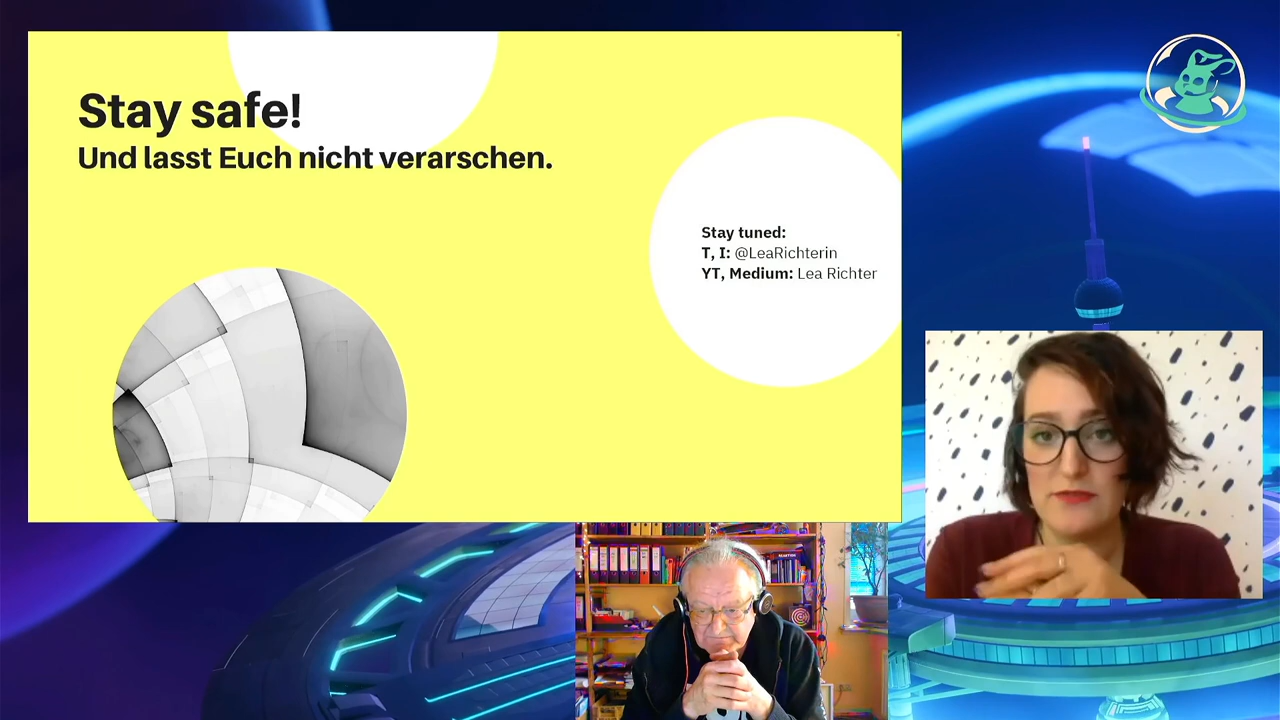 Stay safe!
Und lasst Euch nicht verarschen.
Stay tuned:
T, I: @LeaRichterin
YT, Medium: Lea Richter